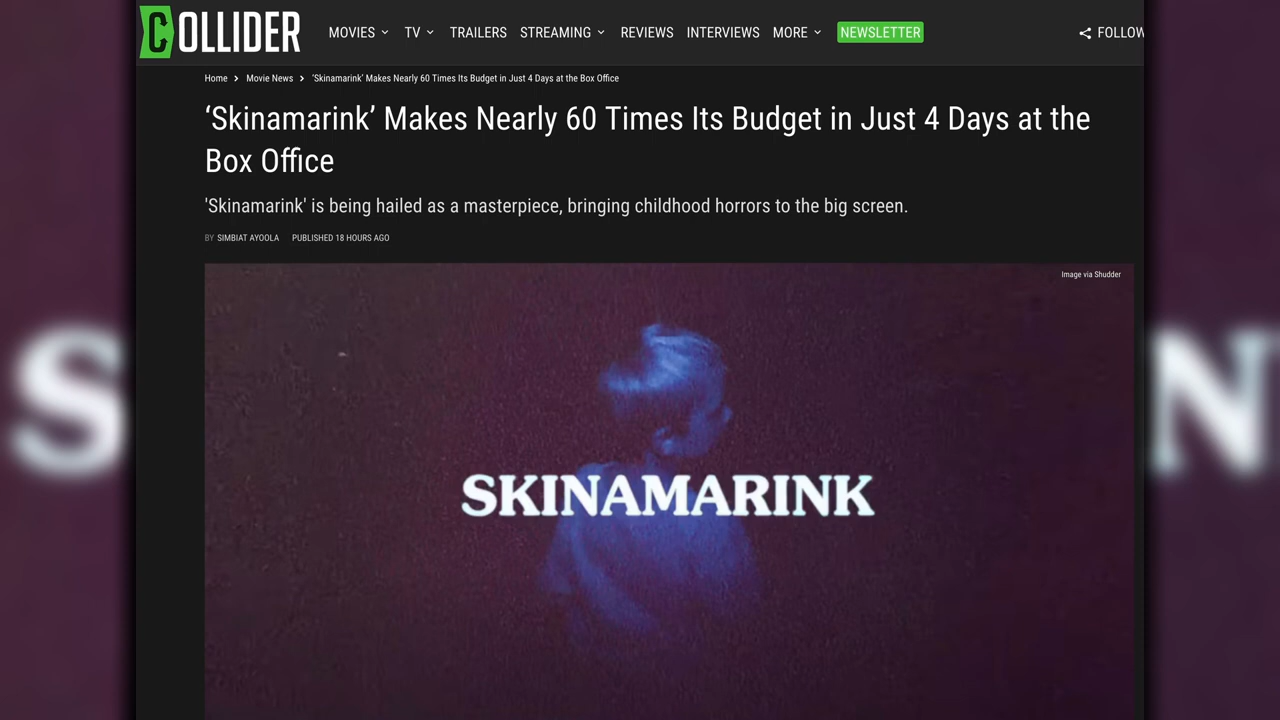 COLLIDER
MOVIES TV TRAILERS STREAMING REVIEWS INTERVIEWS MORE NEWSLETTER FOLLOW
Home Movie News 'Skinamarink' Makes Nearly 60 Times Its Budget in Just 4 Days at the Box Office
‘Skinamarink’ Makes Nearly 60 Times Its Budget in Just 4 Days at the
Box Office
'Skinamarink' is being hailed as a masterpiece, bringing childhood horrors to the big screen.
BY SIMBIAT AYOOLA PUBLISHED 18 HOURS AGO
Image via Shudder
SKINAMARINK
S
N